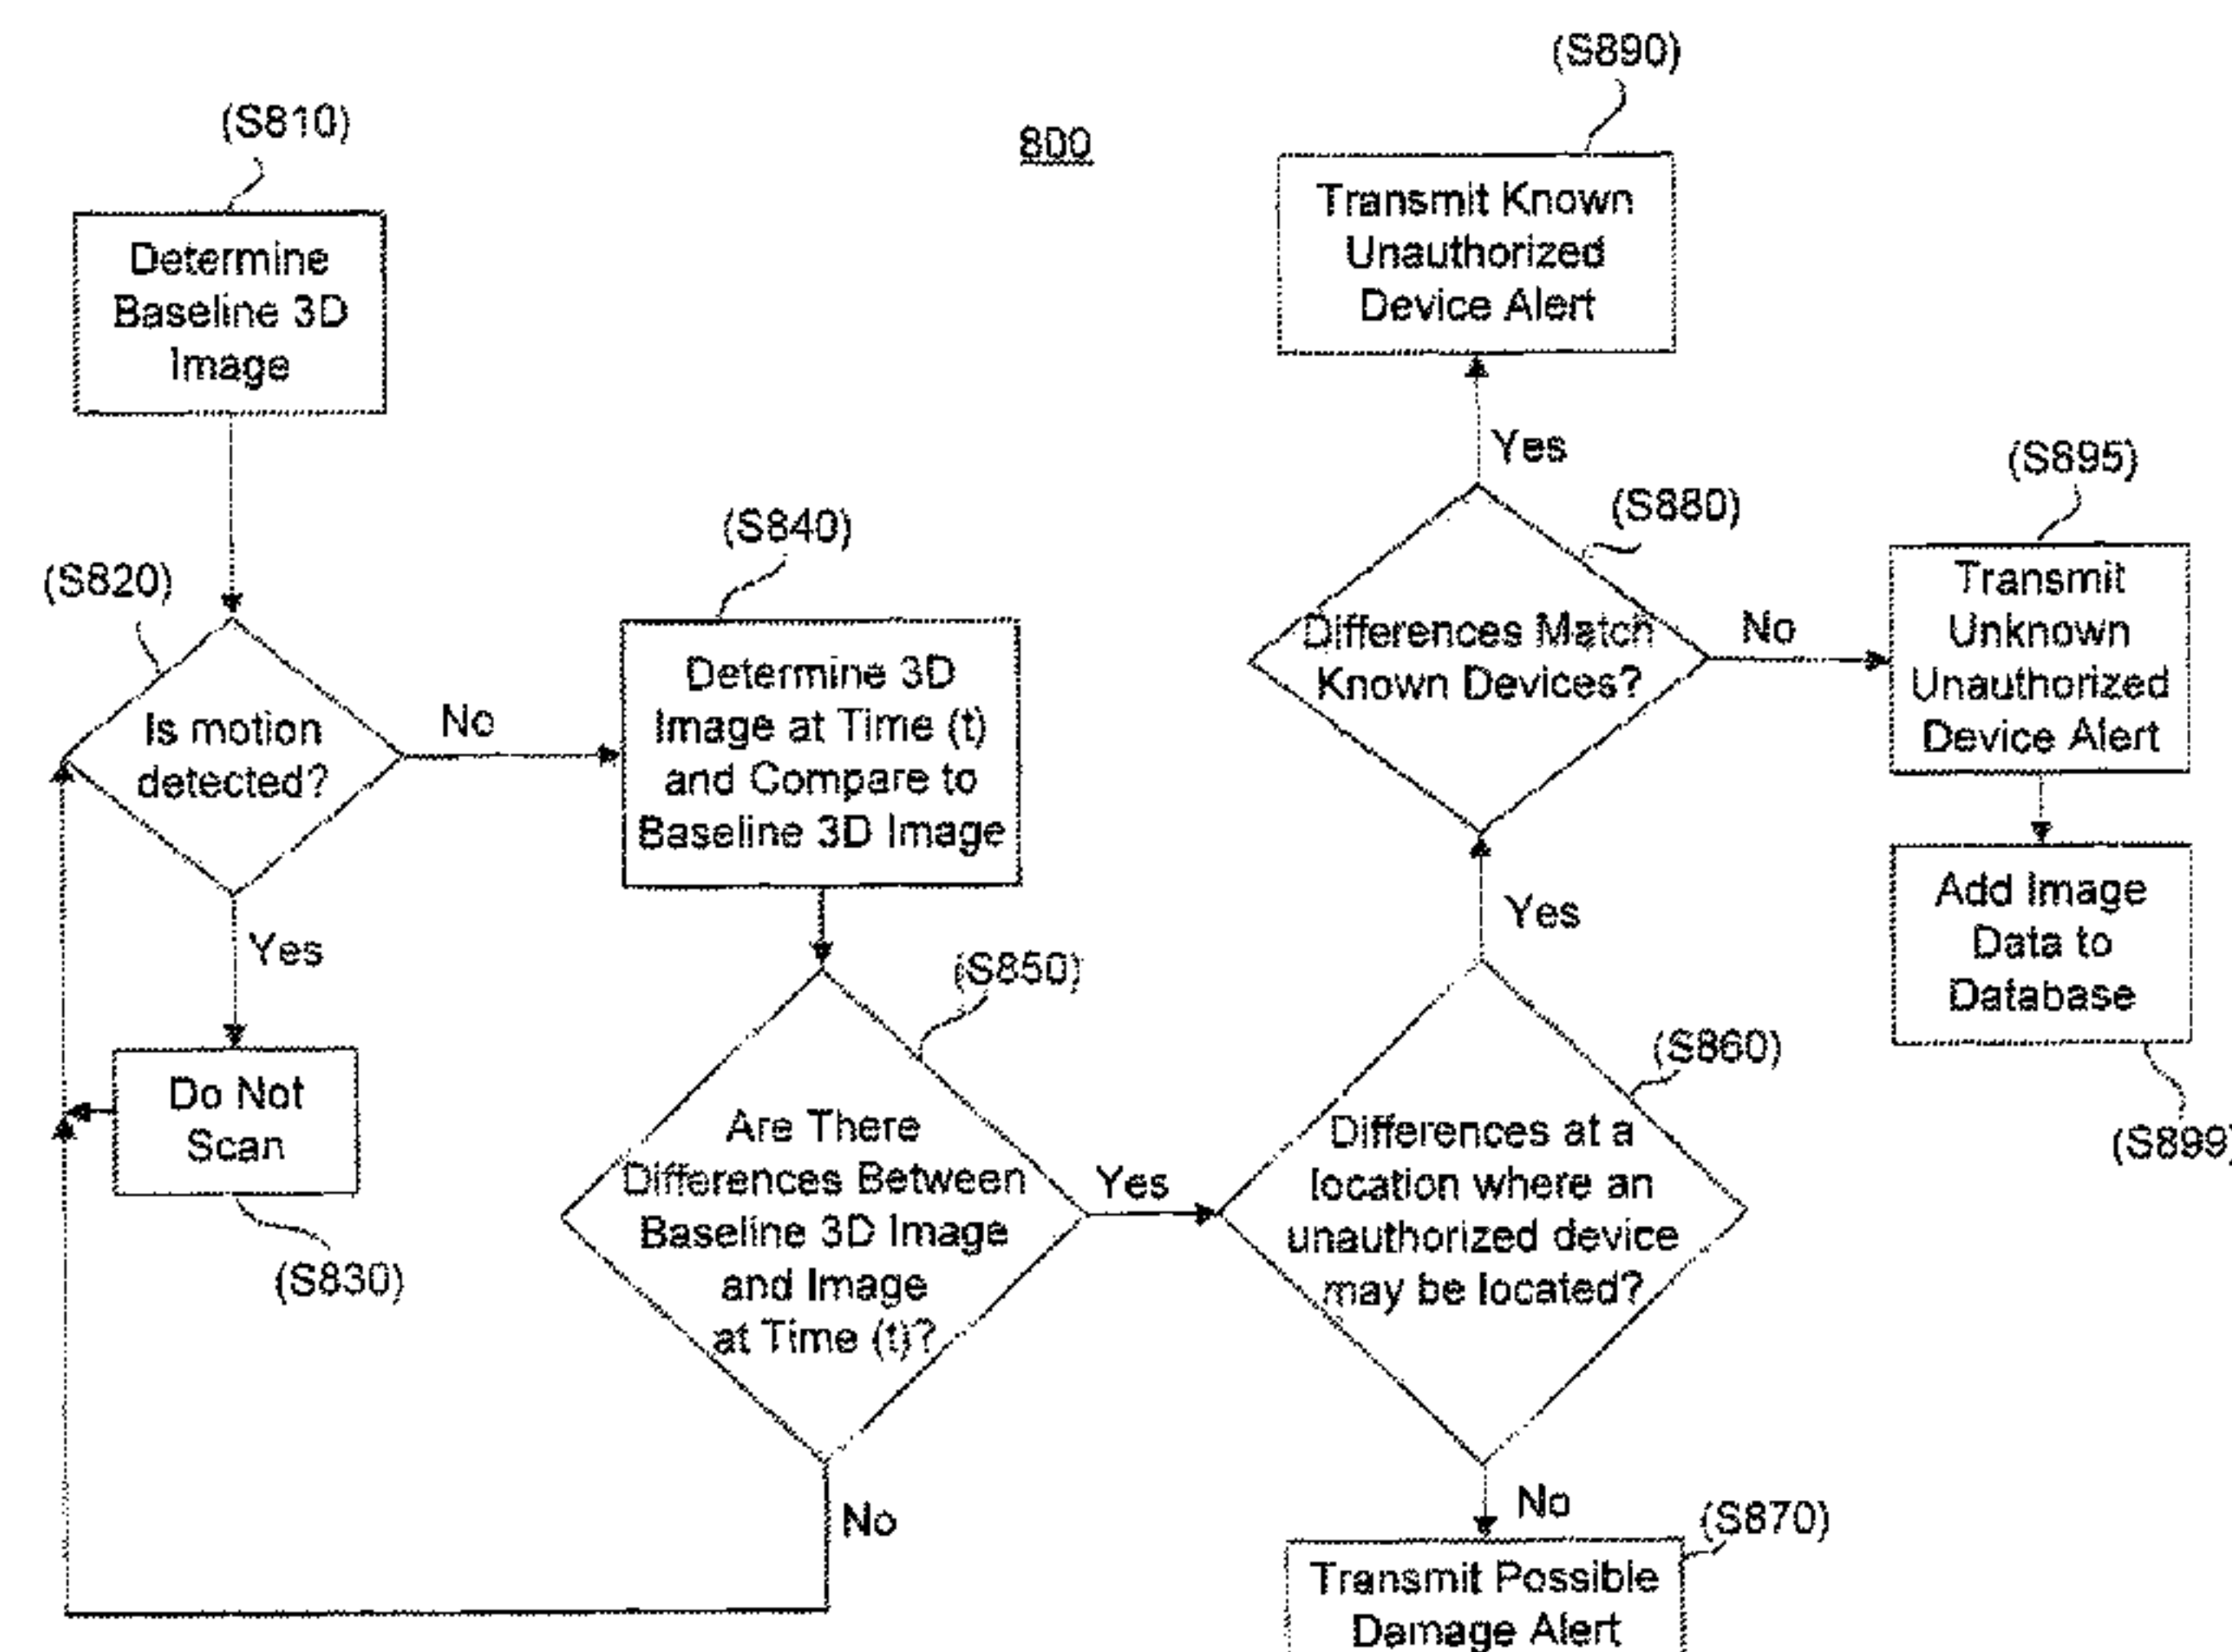 800
(S810)
Determine
Baseline 3D
Image
(S820)
Is motion
detected?
Yes
No
Do Not
Scan
(S830)
(S840)
Determine 3D
Image at Time (t)
and Compare to
Baseline 3D Image
(S850)
Are There
Differences Between
Baseline 3D Image
and Image
at Time (t)?
No
Yes
(S860)
Differences at a
location where an
unauthorized device
may be located?
No
(S870)
Transmit Possible
Damage Alert
Yes
(S880)
Differences Match
Known Devices?
Yes
(S890)
Transmit Known
Unauthorized
Device Alert
No
(S895)
Transmit
Unknown
Unauthorized
Device Alert
Add Image
Data to
Database
(S899)